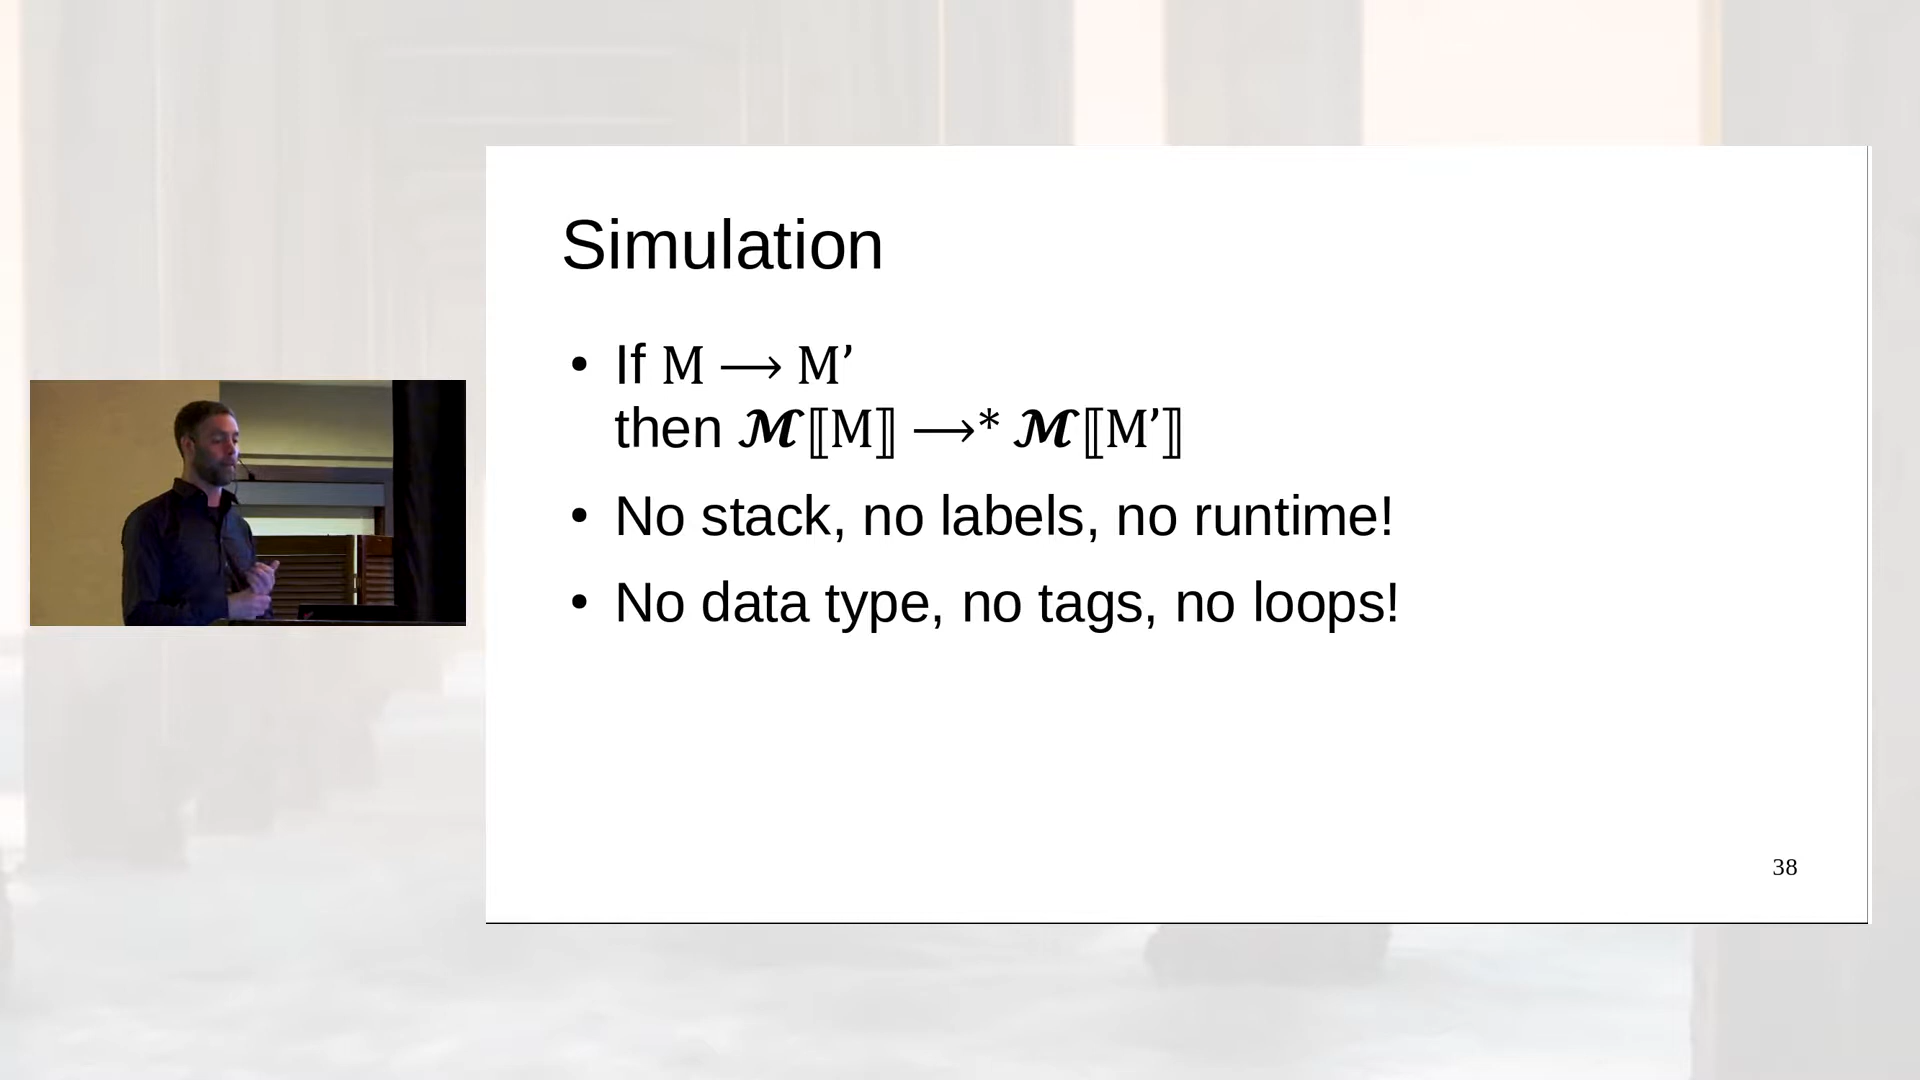 Simulation
• If M ⟶ M’
then 𝓜⟦M⟧ ⟶* 𝓜⟦M’⟧
• No stack, no labels, no runtime!
• No data type, no tags, no loops!
38